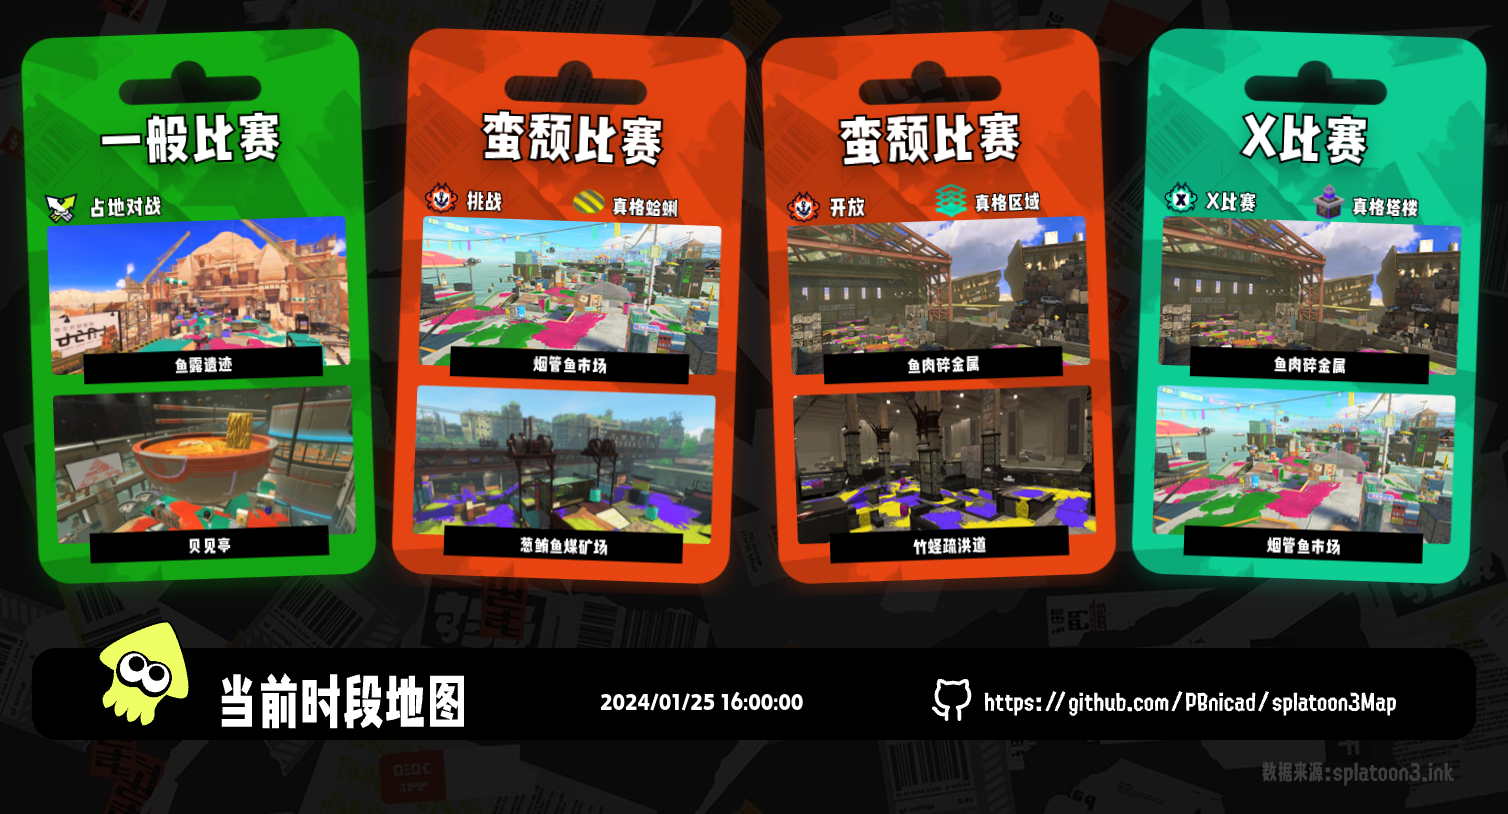 一般比赛
占地对战
鱼露遗迹
贝见亭
蛮颓比赛
挑战
真格蛤蜊
烟管鱼市场
葱鲔鱼煤矿场
蛮颓比赛
开放
真格区域
鱼肉碎金属
竹蛏疏洪道
X比赛
X比赛
真格塔楼
鱼肉碎金属
烟管鱼市场
当前时段地图
2024/01/25 16:00:00
https://github.com/PBnicad/splatoon3Map
数据来源:splatoon3.ink